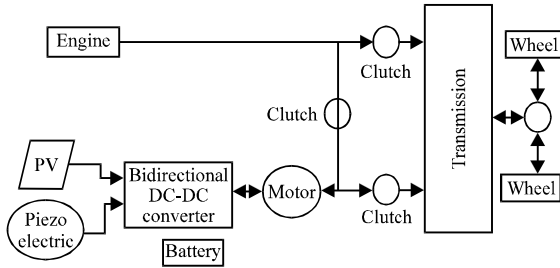 Engine
Clutch
Wheel
Clutch
Transmission
PV
Bidirectional
DC-DC
converter
Motor
Piezo
electric
Clutch
Wheel
Battery